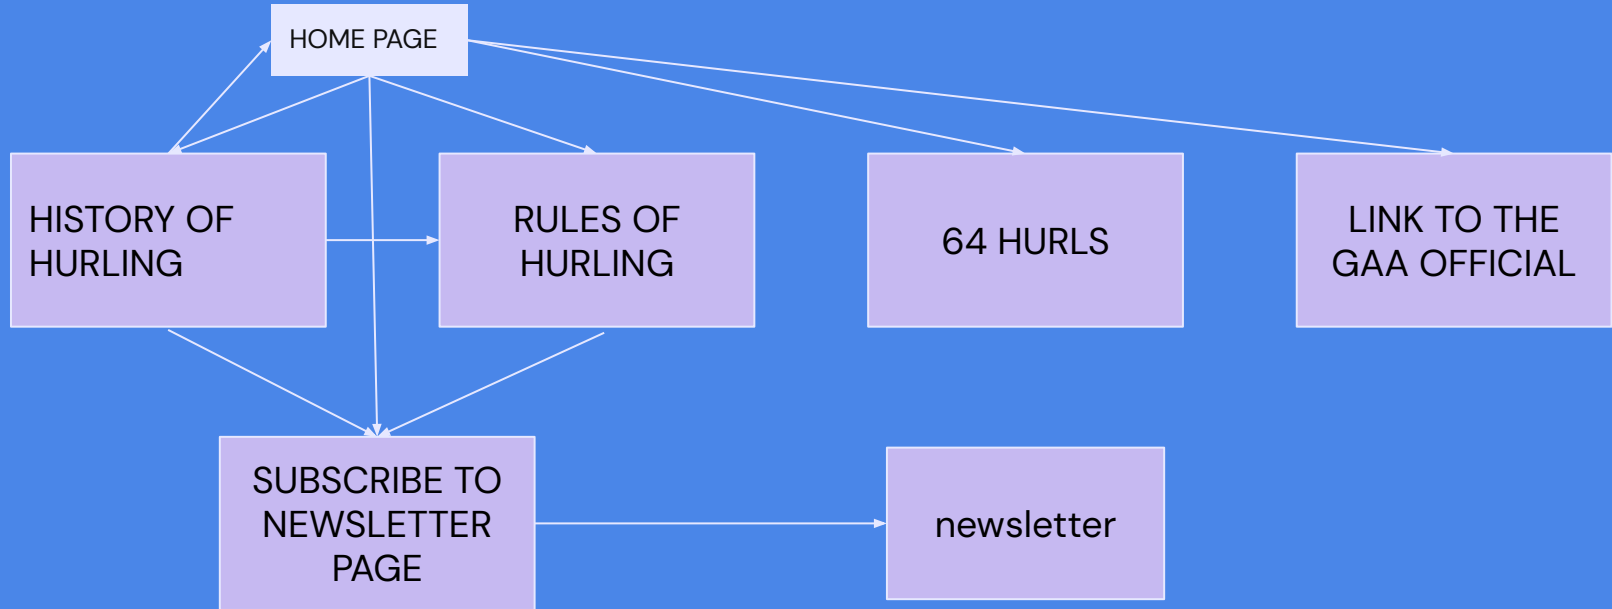 HOME PAGE
HISTORY OF
HURLING
RULES OF
HURLING
64 HURLS
LINK TO THE
GAA OFFICIAL
SUBSCRIBE TO
NEWSLETTER
PAGE
newsletter